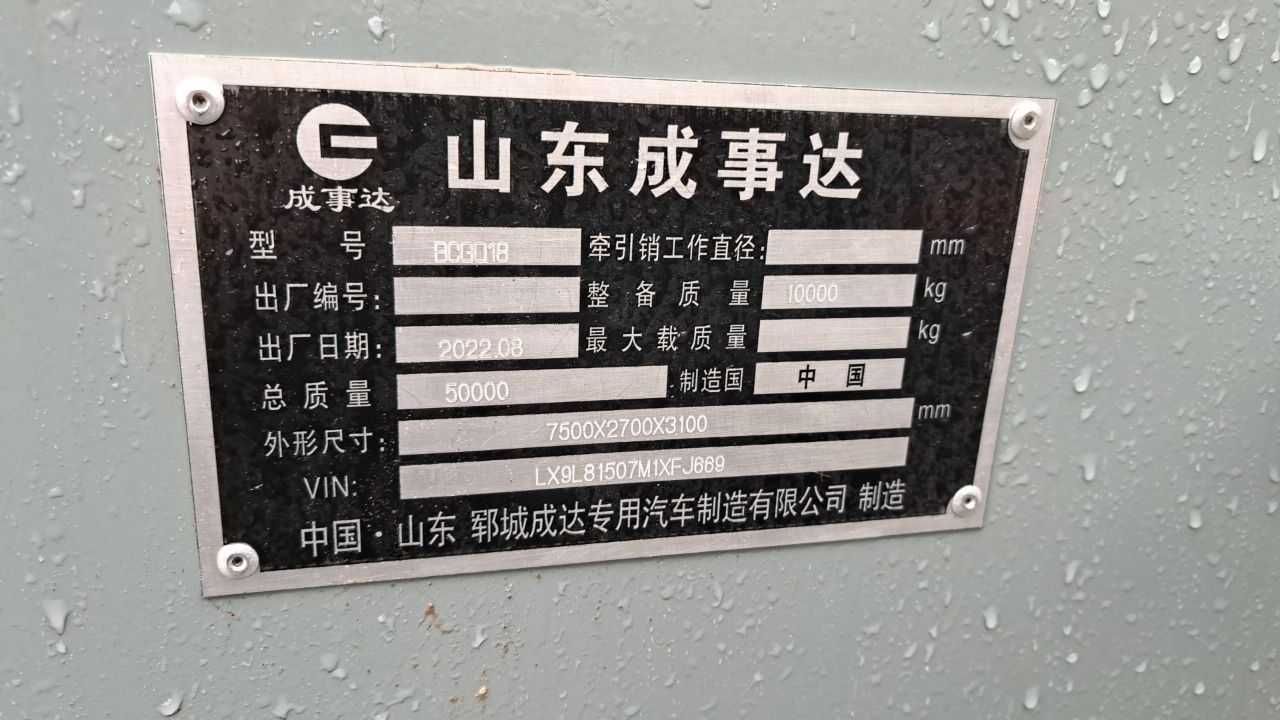 成事达
山东成事达
型 号 BCGD18 牵引销工作直径: mm
出厂编号: 整备质量 10000 kg
出厂日期: 2022.08 最大载质量 kg
总质量 50000 制造国 中国
外形尺寸: 7500X2700X3100 mm
VIN: LX9L81507M1XFJ669
中国·山东 郓城成达专用汽车制造有限公司 制造